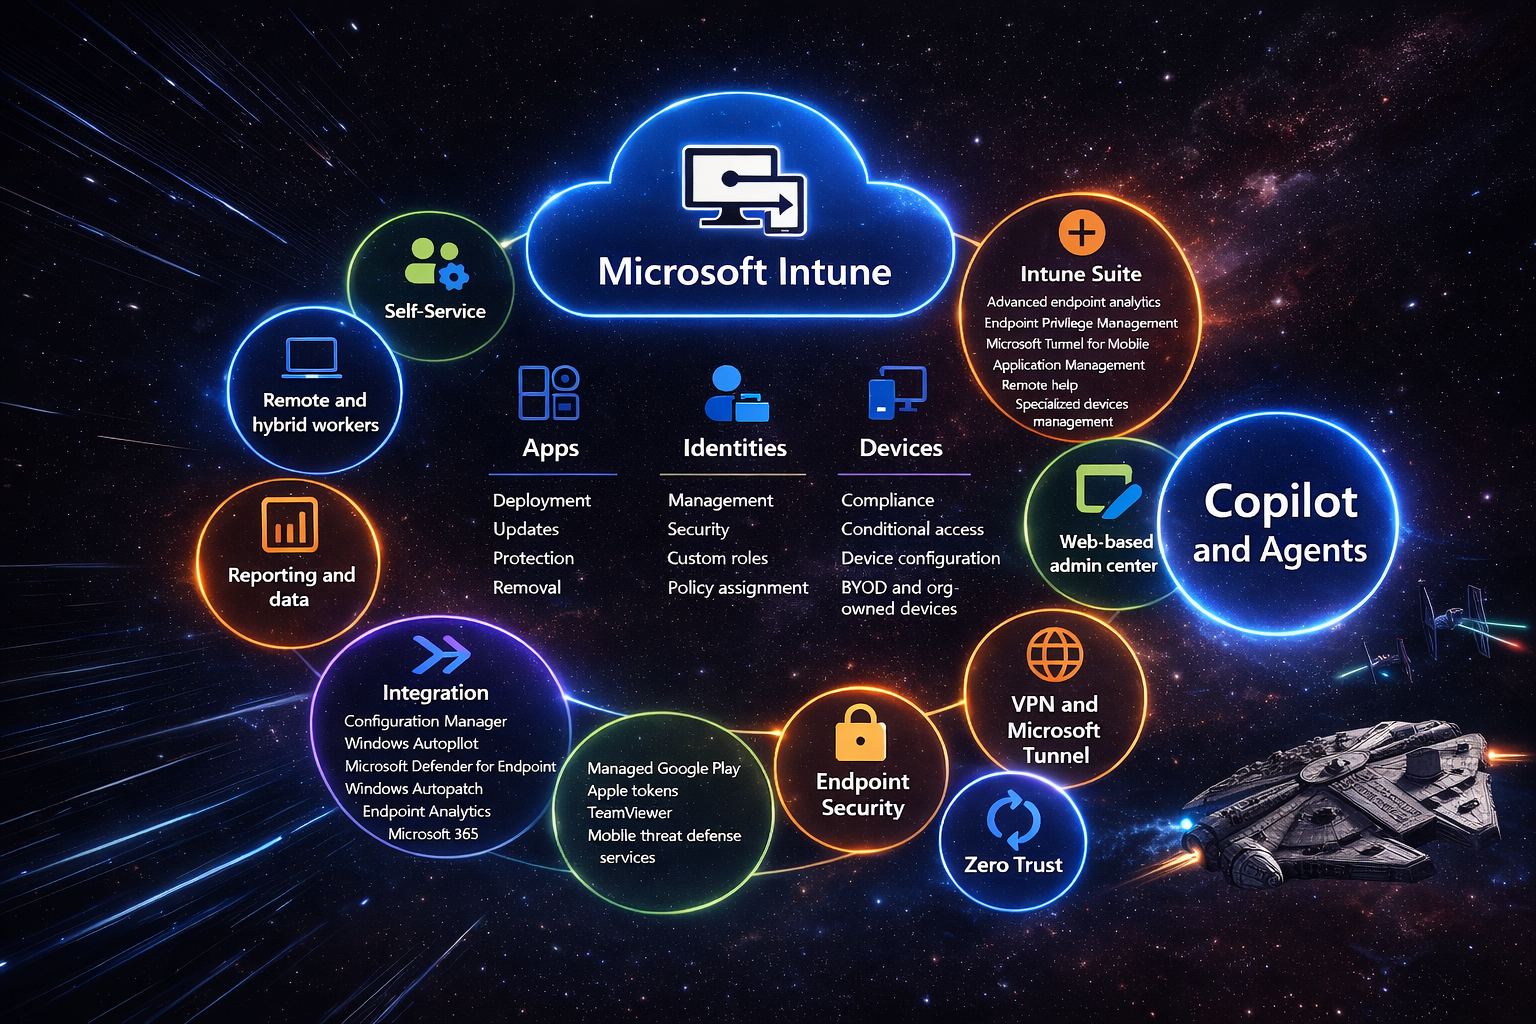 Microsoft Intune
Self-Service
Remote and
hybrid workers
Reporting and
data
Integration
Configuration Manager
Windows Autopllot
Microsoft Defender for Endpoint
Windows Autopatch
Endpoint Analytics
Microsoft 365
Managed Google Play
Apple tokens
TeamViewer
Mobile threat defense
services
Endpoint
Security
Zero Trust
VPN and
Microsoft
Tunnel
Web-based
admin center
Copilot
and Agents
Intune Suite
Advanced endpoint analytics
Endpoint Privilege Management
Microsoft Turmel for Mobile
Application Management
Remote help
Specialized devices
management
Apps
Deployment
Updates
Protection
Removal
Identities
Management
Security
Custom roles
Policy assignment
Devices
Compliance
Conditional access
Device configuration
BYOD and org-
owned devices